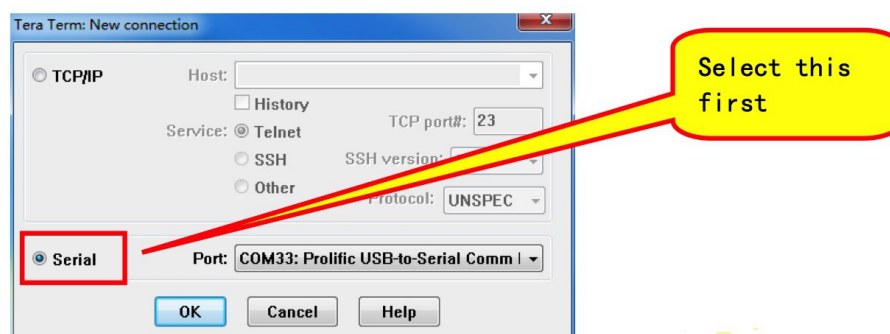 Tera Term: New connection
TCP/IP
Host:
History
Service:
Telnet
TCP port#: 23
SSH
SSH version:
Other
Protocol: UNSPEC
Serial
Port: COM33: Prolific USB-to-Serial Comm
OK
Cancel
Help
Select this
first